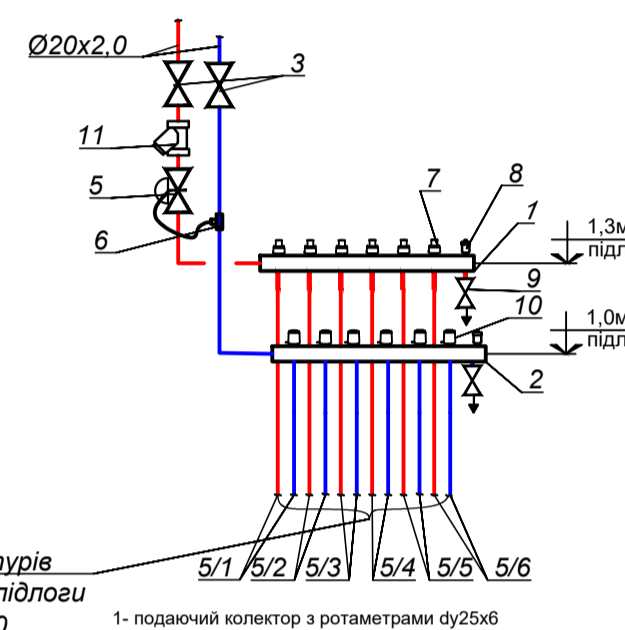 Ø20x2,0
3
11
5
6
7
8
1
1,3м
підл
9
10
1,0м
підл
2
5/1 5/2 5/3 5/4 5/5 5/6
турів
підлоги
1- подаючий колектор з ротаметрами dy25x6